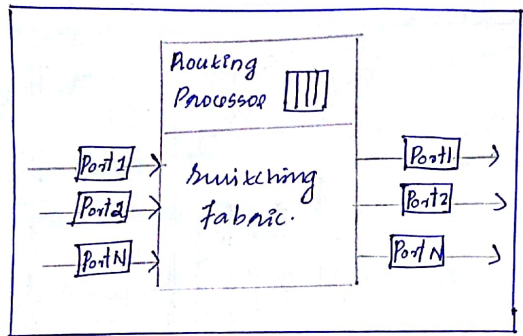 Routing
Processor
Port 1
Switching
Port 1
Port 2
Fabric.
Port 2
Port N
Port N